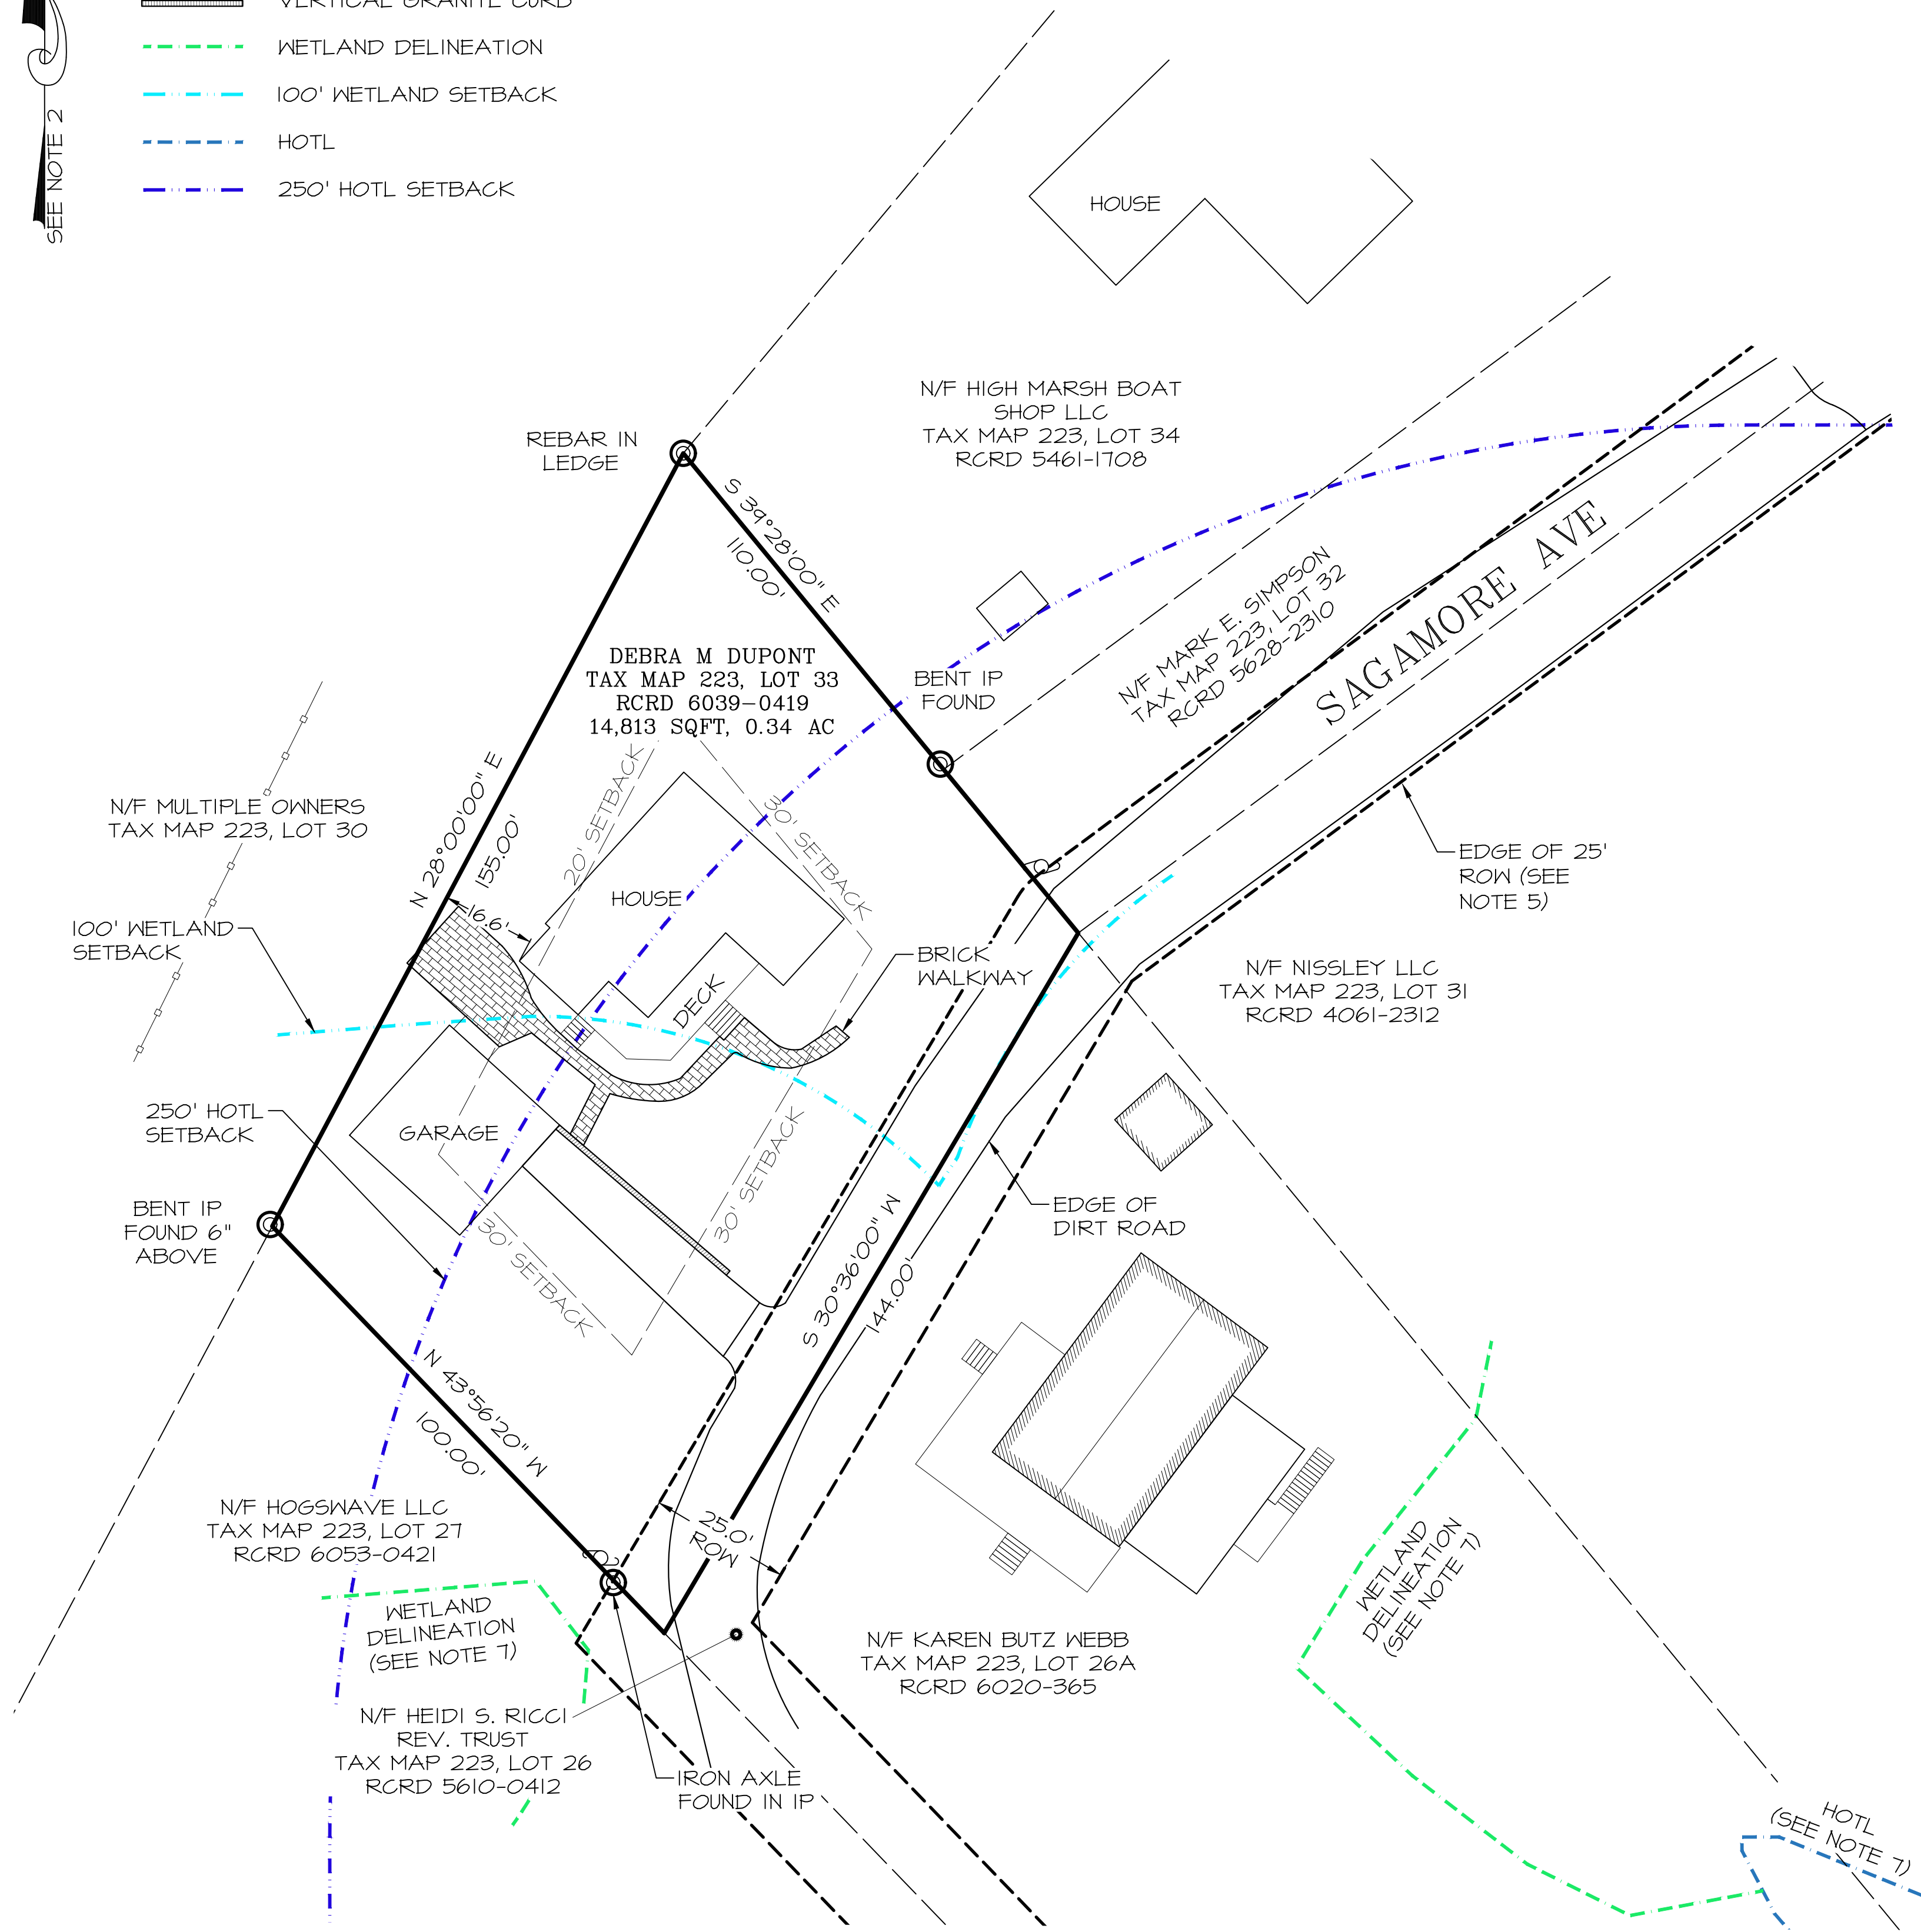 VERTICAL GRANITE CURB
WETLAND DELINEATION
100' WETLAND SETBACK
HOTL
250' HOTL SETBACK
SEE NOTE 2
HOUSE
N/F HIGH MARSH BOAT
SHOP LLC
TAX MAP 223, LOT 34
RCRD 5461-1708
REBAR IN
LEDGE
S 39°28'00" E
110.00'
N/F MARK E. SIMPSON
TAX MAP 223, LOT 32
RCRD 5628-2310
SAGAMORE AVE
DEBRA M DUPONT
TAX MAP 223, LOT 33
RCRD 6039-0419
14,813 SQFT, 0.34 AC
BENT IP
FOUND
20' SETBACK
30' SETBACK
N 28°00'00" E
155.00'
N/F MULTIPLE OWNERS
TAX MAP 223, LOT 30
EDGE OF 25'
ROW (SEE
NOTE 5)
HOUSE
16.6'
100' WETLAND
SETBACK
BRICK
WALKWAY
DECK
N/F NISSLEY LLC
TAX MAP 223, LOT 31
RCRD 4061-2312
250' HOTL
SETBACK
GARAGE
30' SETBACK
BENT IP
FOUND 6"
ABOVE
30' SETBACK
EDGE OF
DIRT ROAD
S 30°36'00" W
144.00'
N 43°56'20" W
100.00'
N/F HOGSWAVE LLC
TAX MAP 223, LOT 27
RCRD 6053-0421
25.0'
ROW
WETLAND
DELINEATION
(SEE NOTE 7)
WETLAND
DELINEATION
(SEE NOTE 7)
N/F KAREN BUTZ WEBB
TAX MAP 223, LOT 26A
RCRD 6020-365
N/F HEIDI S. RICCI
REV. TRUST
TAX MAP 223, LOT 26
RCRD 5610-0412
IRON AXLE
FOUND IN IP
HOTL
(SEE NOTE 7)